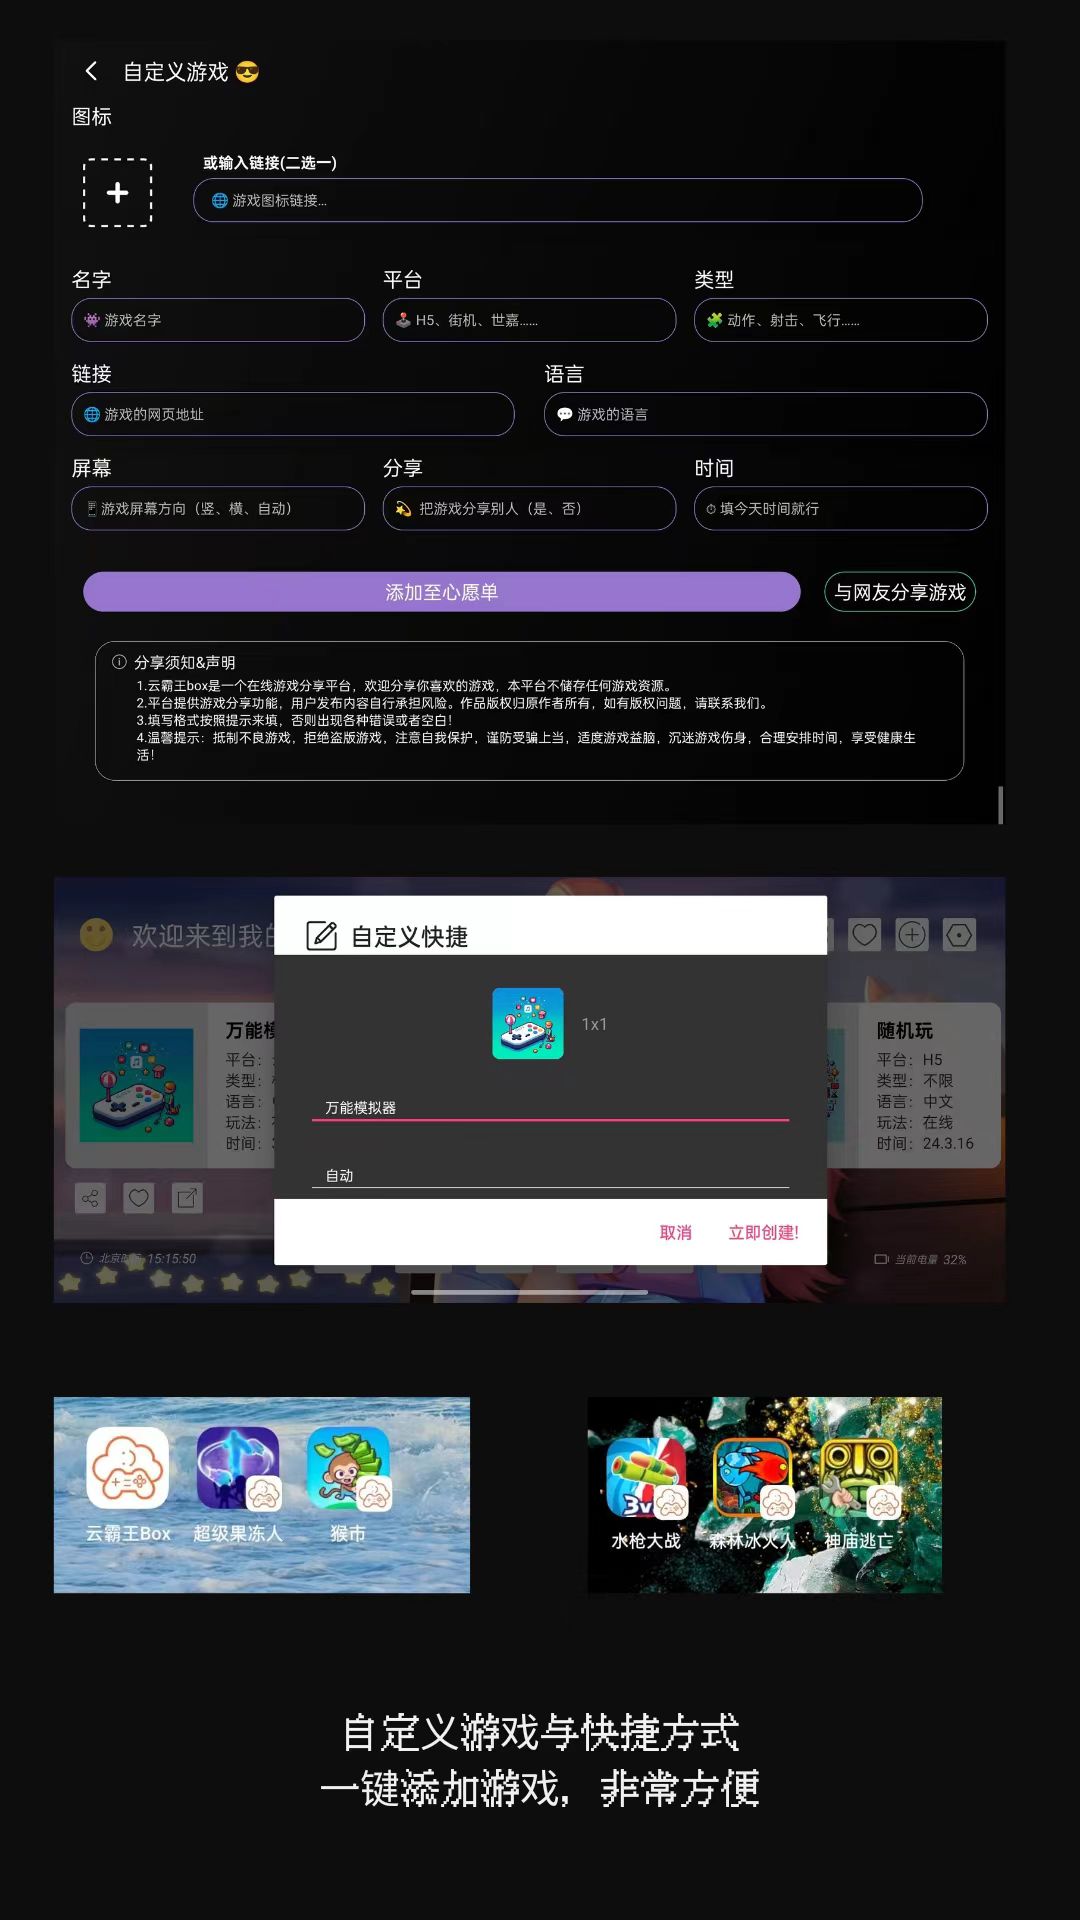 自定义游戏 😎
图标
或输入链接(二选一)
🌐 游戏图标链接...
名字 平台 类型
👾 游戏名字 🕹️ H5、街机、世嘉...... 🧩 动作、射击、飞行......
链接 语言
🌐 游戏的网页地址 💬 游戏的语言
屏幕 分享 时间
📱游戏屏幕方向（竖、横、自动） 💫 把游戏分享别人（是、否） ⏱ 填今天时间就行
添加至心愿单 与网友分享游戏
ⓘ 分享须知&声明
1.云霸王box是一个在线游戏分享平台，欢迎分享你喜欢的游戏，本平台不储存任何游戏资源。
2.平台提供游戏分享功能，用户发布内容自行承担风险。作品版权归原作者所有，如有版权问题，请联系我们。
3.填写格式按照提示来填，否则出现各种错误或者空白！
4.温馨提示：抵制不良游戏，拒绝盗版游戏，注意自我保护，谨防受骗上当，适度游戏益脑，沉迷游戏伤身，合理安排时间，享受健康生
活！
欢迎来到我的
自定义快捷
1x1
万能模拟器
自动
取消 立即创建!
万能模
平台：
类型：
语言：
玩法：
时间：
随机玩
平台：H5
类型：不限
语言：中文
玩法：在线
时间：24.3.16
北京时间 15:15:50
当前电量 32%
云霸王Box 超级果冻人 猴市
3v
水枪大战 森林冰火人 神庙逃亡
自定义游戏与快捷方式
一键添加游戏，非常方便